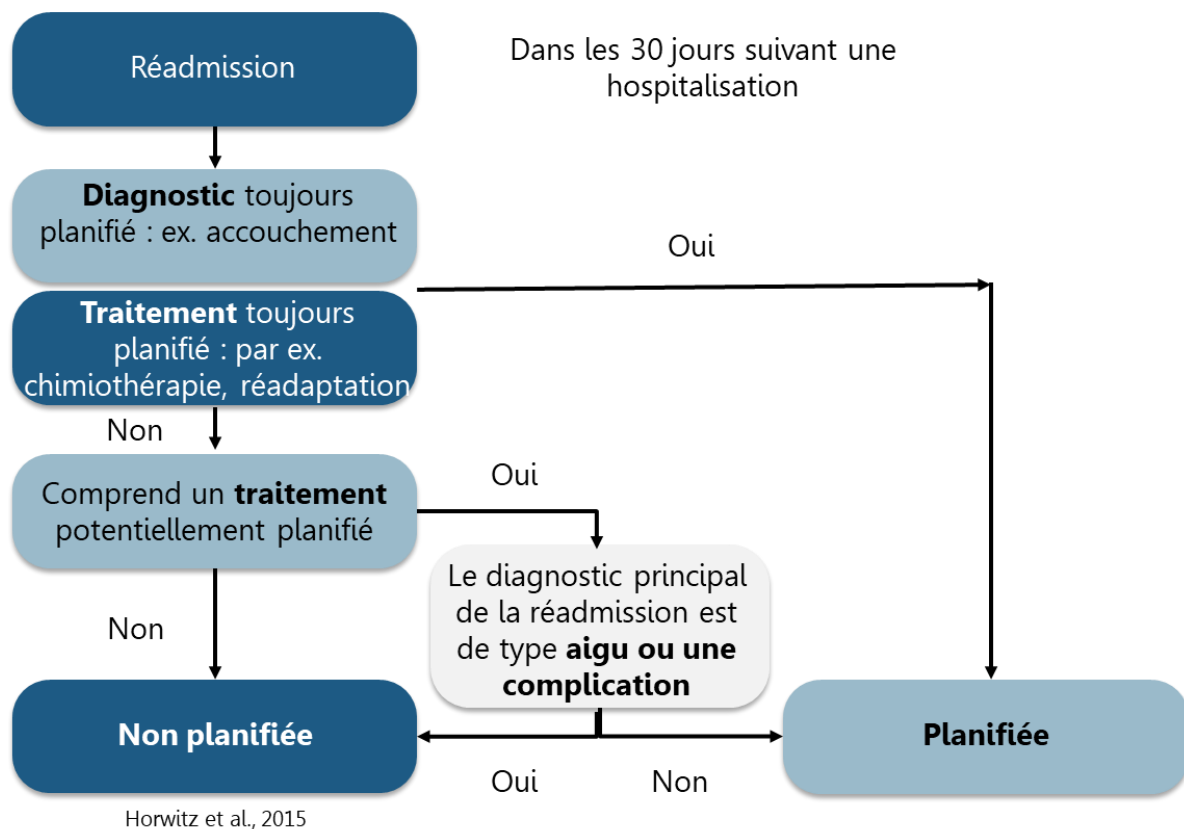 Réadmission
Dans les 30 jours suivant une
hospitalisation
Diagnostic toujours
planifié : ex. accouchement
Oui
Traitement toujours
planifié : par ex.
chimiothérapie, réadaptation
Non
Comprend un traitement
potentiellement planifié
Oui
Le diagnostic principal
de la réadmission est
de type aigu ou une
complication
Non
Non planifiée
Planifiée
Oui
Non
Horwitz et al., 2015